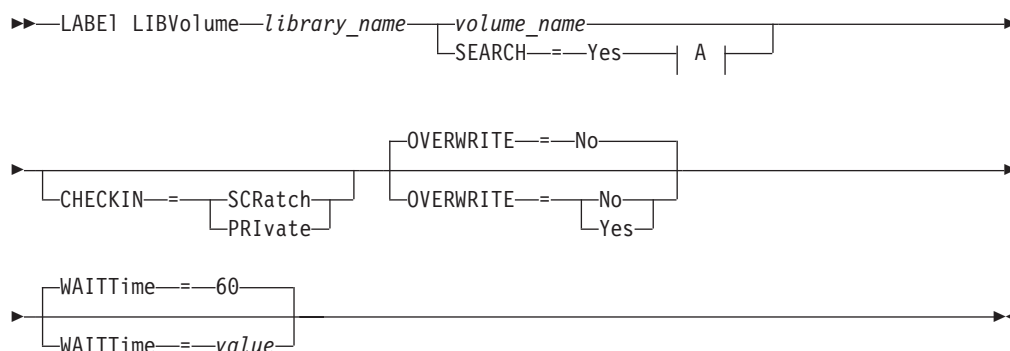 LABEl LIBVolume library_name volume_name
SEARCH = Yes A
OVERWRITE = No
CHECKIN = SCRatch OVERWRITE = No
PRIvate Yes
WAITTime = 60
WAITTime = value